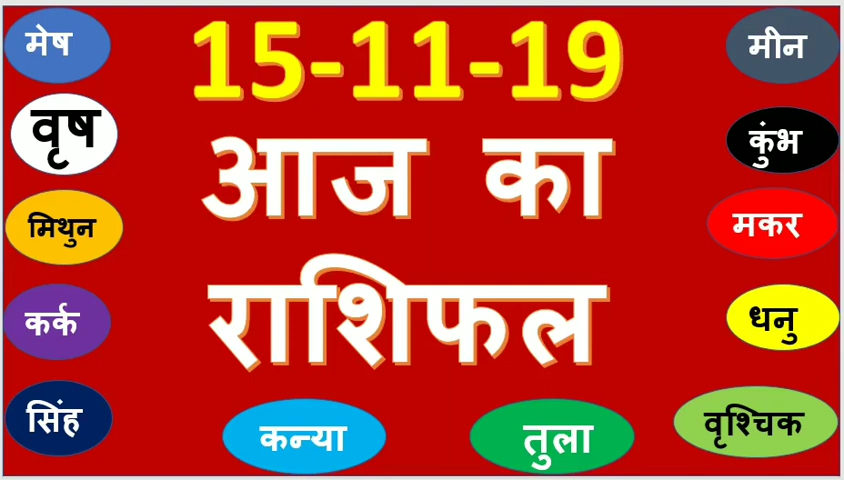 15-11-19
आज का
राशिफल
मेष
वृष
मिथुन
कर्क
सिंह
कन्या
तुला
वृश्चिक
धनु
मकर
कुंभ
मीन